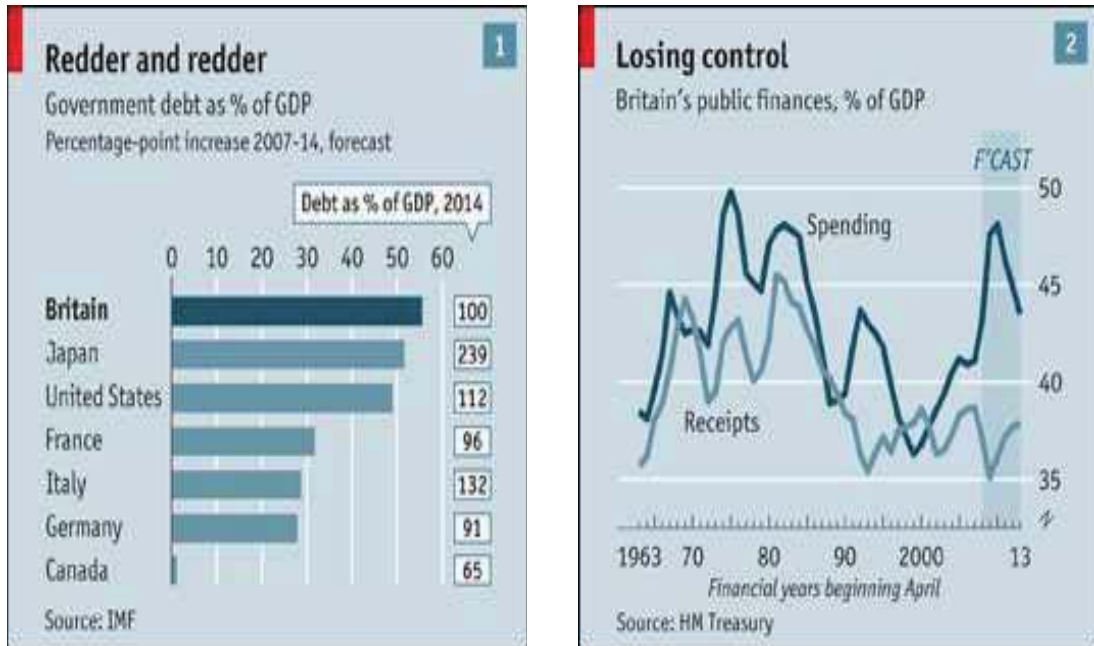 1
Redder and redder
Government debt as % of GDP
Percentage-point increase 2007-14, forecast
Debt as % of GDP, 2014
0 10 20 30 40 50 60
Britain 100
Japan 239
United States 112
France 96
Italy 132
Germany 91
Canada 65
Source: IMF
2
Losing control
Britain's public finances, % of GDP
F'CAST
50
Spending
45
40
Receipts
35
1963 70 80 90 2000 13
Financial years beginning April
Source: HM Treasury